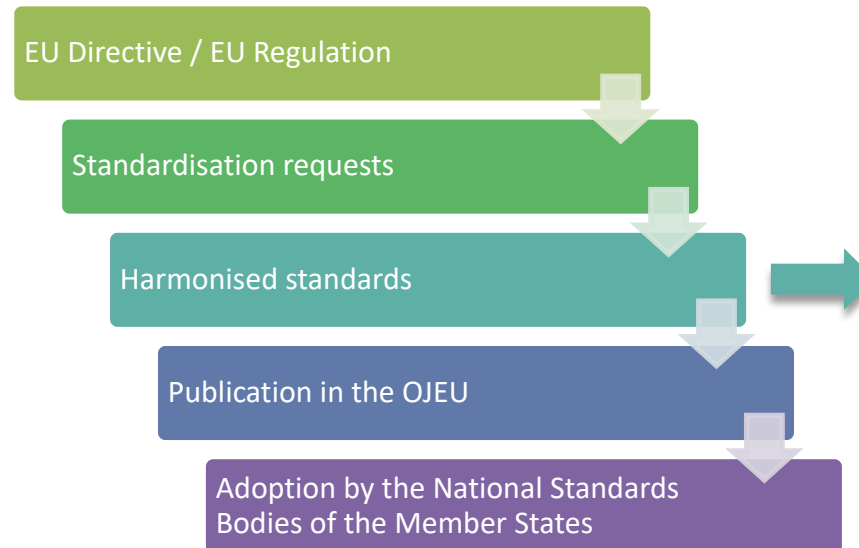 EU Directive / EU Regulation
Standardisation requests
Harmonised standards
Publication in the OJEU
Adoption by the National Standards
Bodies of the Member States